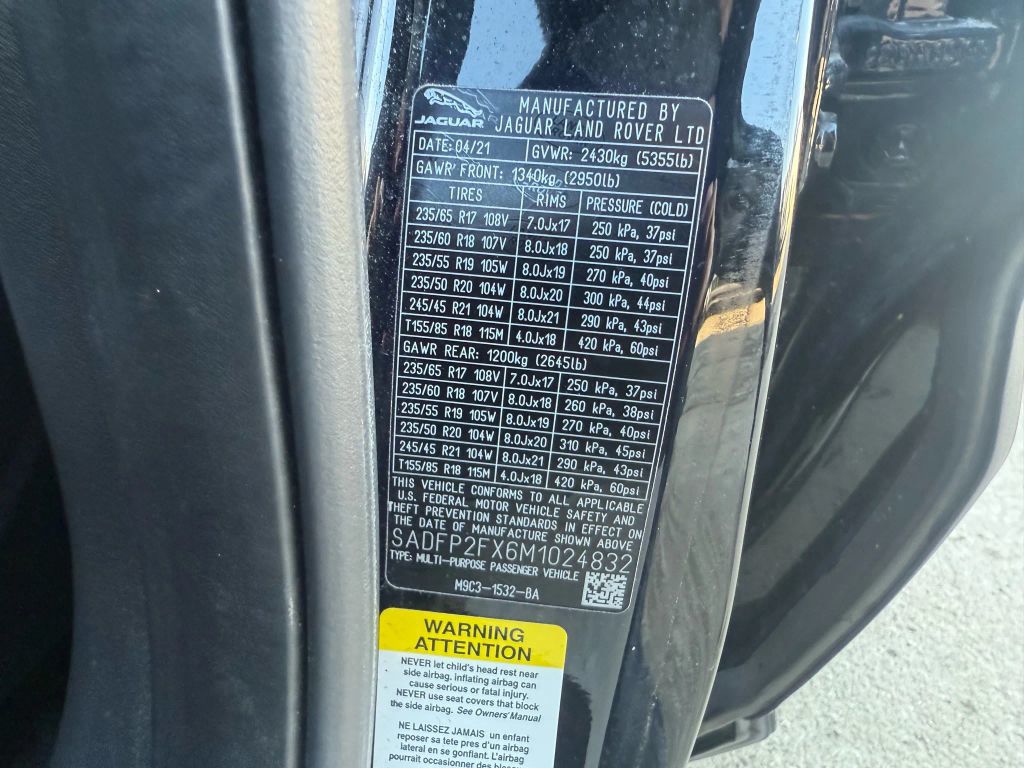 JAGUAR
MANUFACTURED BY
JAGUAR LAND ROVER LTD
DATE: 04/21 GVWR: 2430kg (5355lb)
GAWR FRONT: 1340kg (2950lb)
TIRES RIMS PRESSURE (COLD)
235/65 R17 108V 7.0Jx17 250 kPa, 37psi
235/60 R18 107V 8.0Jx18 250 kPa, 37psi
235/55 R19 105W 8.0Jx19 270 kPa, 40psi
235/50 R20 104W 8.0Jx20 300 kPa, 44psi
245/45 R21 104W 8.0Jx21 290 kPa, 43psi
T155/85 R18 115M 4.0Jx18 420 kPa, 60psi
GAWR REAR: 1200kg (2645lb)
235/65 R17 108V 7.0Jx17 250 kPa, 37psi
235/60 R18 107V 8.0Jx18 260 kPa, 38psi
235/55 R19 105W 8.0Jx19 270 kPa, 40psi
235/50 R20 104W 8.0Jx20 310 kPa, 45psi
245/45 R21 104W 8.0Jx21 290 kPa, 43psi
T155/85 R18 115M 4.0Jx18 420 kPa, 60psi
THIS VEHICLE CONFORMS TO ALL APPLICABLE
U.S. FEDERAL MOTOR VEHICLE SAFETY AND
THEFT PREVENTION STANDARDS IN EFFECT ON
THE DATE OF MANUFACTURE SHOWN ABOVE
SADFP2FX6M1024832
TYPE: MULTI-PURPOSE PASSENGER VEHICLE
M9C3-1532-BA
WARNING
ATTENTION
NEVER let child's head rest near
side airbag, inflating airbag can
cause serious or fatal injury.
NEVER use seat covers that block
the side airbag. See Owners' Manual
NE LAISSEZ JAMAIS un enfant
reposer sa tete pres d'un airbag
lateral en se gonflant. L'airbag
pourrait occasionner des